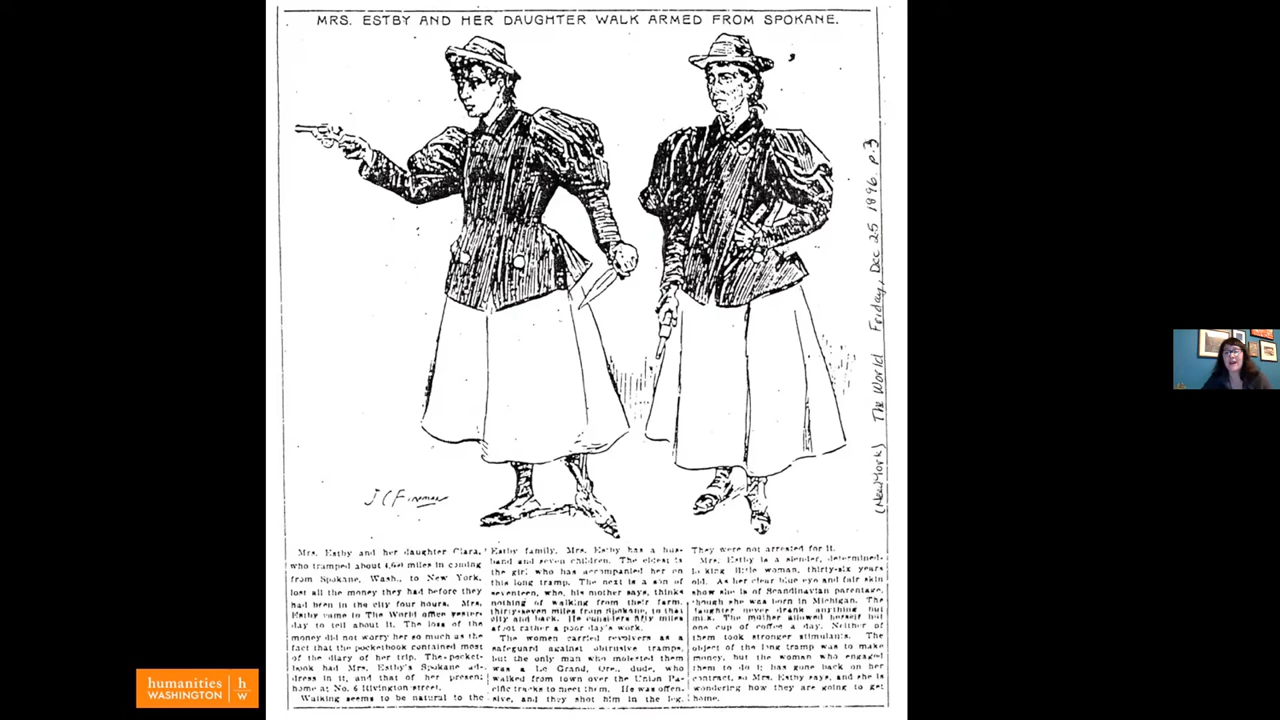 MRS. ESTBY AND HER DAUGHTER WALK ARMED FROM SPOKANE.
(New York) The World Friday, Dec 25 1896 p.3
Mrs. Estby and her daughter Clara,
who tramped about miles in coming
from Spokane, Wash., to New York,
lost all the money they had before they
had been in the city four hours. Mrs.
Estby came to The World office yester-
day to tell about it. The loss of the
money did not worry her so much as the
fact that the pocketbook contained most
of the diary of her trip. The pocket-
book had Mrs. Estby's Spokane ad-
dress in it, and that of her present
home at No. 6 Rivington street.
Walking seems to be natural to the
Estby family. Mrs. Estby has a hus-
band and seven children. The eldest is
the girl who has accompanied her on
this long tramp. The next is a son of
seventeen, who, his mother says, thinks
nothing of walking from their farm,
thirty-seven miles from Spokane, to that
city and back. He considers fifty miles
afoot rather a poor day's work.
The women carried revolvers as a
safeguard against obtrusive tramps,
but the only man who molested them
was a Le Grand, Ore., dude, who
walked from town over the Union Pa-
cific tracks to meet them. He was offen-
sive, and they shot him in the leg.
They were not arrested for it.
Mrs. Estby is a slender, determined-
looking little woman, thirty-six years
old. As her clear blue eye and fair skin
show she is of Scandinavian parentage,
though she was born in Michigan. The
daughter never drank anything but
milk. The mother allowed herself but
one cup of coffee a day. Neither of
them took stronger stimulants. The
object of the long tramp was to make
money, but the woman who engaged
them to do it has gone back on her
contract, so Mrs. Estby says, and she is
wondering how they are going to get
home.
humanities
WASHINGTON
h
w